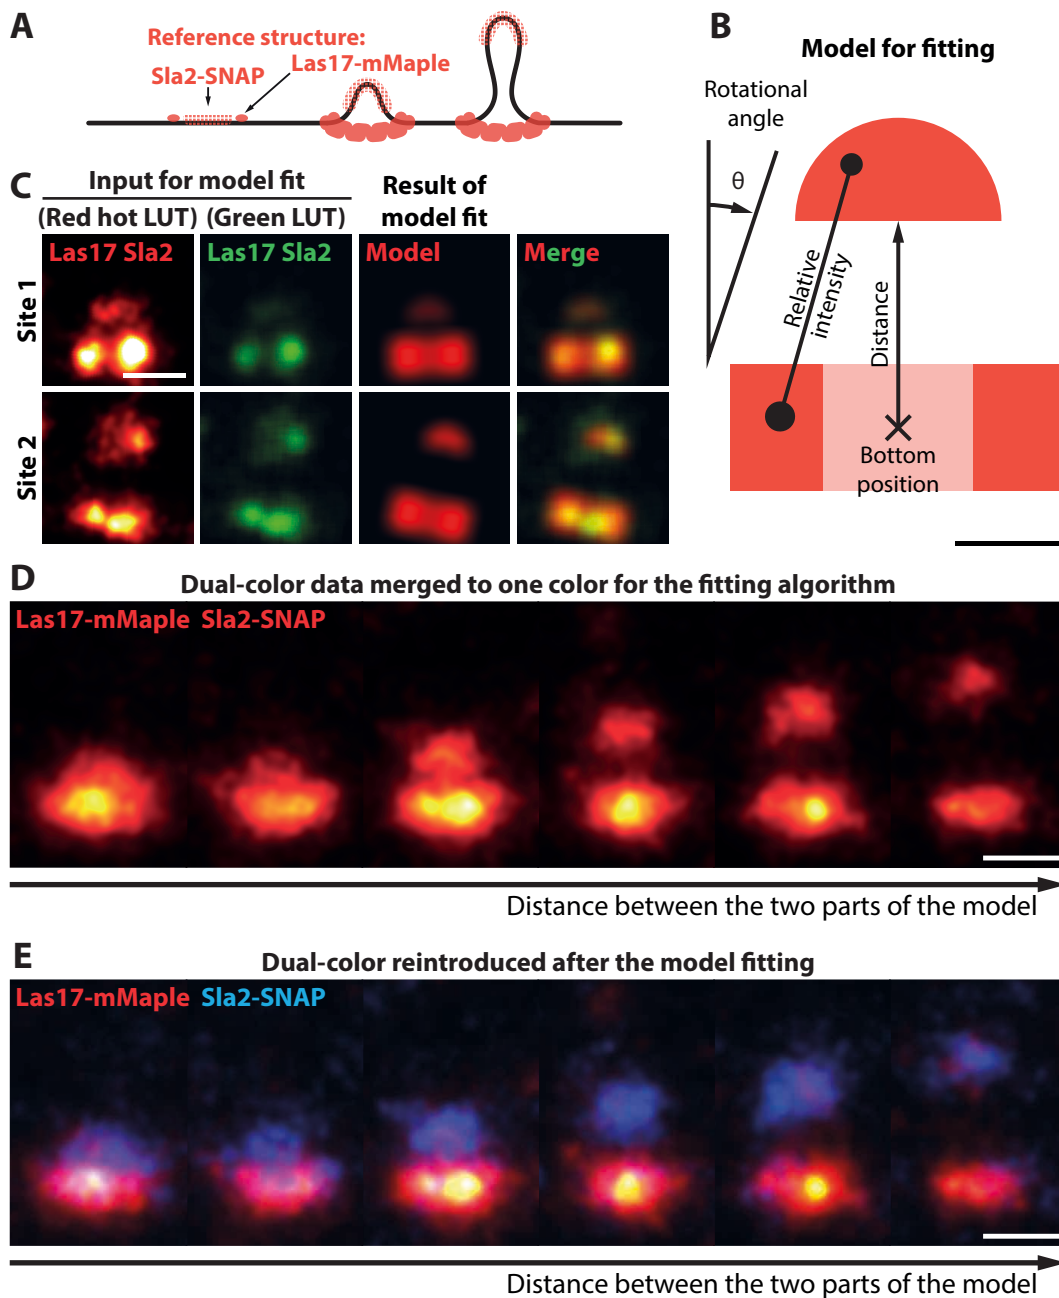 A
Reference structure:
Las17-mMaple
Sla2-SNAP
B
Model for fitting
Rotational
angle
θ
Relative
intensity
Distance
Bottom
position
C
Input for model fit
Result of
model fit
(Red hot LUT) (Green LUT)
Las17 Sla2 Las17 Sla2 Model Merge
Site 1
Site 2
D
Dual-color data merged to one color for the fitting algorithm
Las17-mMaple Sla2-SNAP
Distance between the two parts of the model
E
Dual-color reintroduced after the model fitting
Las17-mMaple Sla2-SNAP
Distance between the two parts of the model